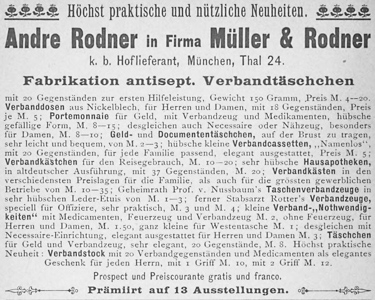 Höchst praktische und nützliche Neuheiten.
Andre Rodner in Firma Müller & Rodner
k. b. Hoflieferant, München, Thal 24.
Fabrikation antisept. Verbandtäschchen
mit 20 Gegenständen zur ersten Hilfeleistung, Gewicht 150 Gramm, Preis M. 4—20.
Verbanddosen aus Nickelblech, für Herren und Damen, mit 18 Gegenständen, Preis
je M. 5; Portemonnaie für Geld, mit Verbandzeug und Medikamenten, hübsche
gefällige Form, M. 8—15; desgleichen auch Necessaire oder Nähzeug, besonders
für Damen, M. 8—10; Geld- und Documententäschchen, auf der Brust zu tragen,
sehr leicht und bequem, von M. 2—3; hübsche kleine Verbandcassetten, „Namenlos“,
mit 20 Gegenständen, für jede Familie passend, elegant ausgestattet, Preis M. 5;
Verbandkästchen für den Reisegebrauch, M. 10—20; sehr hübsche Hausapotheken,
in altdeutscher Ausführung, mit 37 Gegenständen, M. 20; Verbandkästen in den
verschiedensten Preislagen für die Familie, als auch für die grössten gewerblichen
Betriebe von M. 10—35; Geheimrath Prof. v. Nussbaum's Taschenverbandzeuge in
sehr hübschen Leder-Etuis von M. 1—3; ferner Stabsarzt Rotter's Verbandzeuge,
speciell für Offiziere, sehr praktisch, M. 3 und M. 4; kleine Verband-„Nothwendig-
keiten“ mit Medikamenten, Feuerzeug und Verbandzeug M. 2, ohne Feuerzeug, für
Herren und Damen, M. 1.50, ganz kleine für Westentasche M. 1; desgleichen mit
Necessaire-Einrichtung, elegant ausgestattet für Herren und Damen M. 3; Täschchen
für Geld und Verbandzeug, sehr elegant, 20 Gegenstände, M. 8. Höchst praktische
Neuheit: Verbandstock mit 20 Verbandgegenständen und Medikamenten als elegantes
Geschenk für jeden Herrn, mit 1 Griff M. 10, mit 2 Griff M. 12.
Prospect und Preiscourante gratis und franco.
Prämiirt auf 13 Ausstellungen.